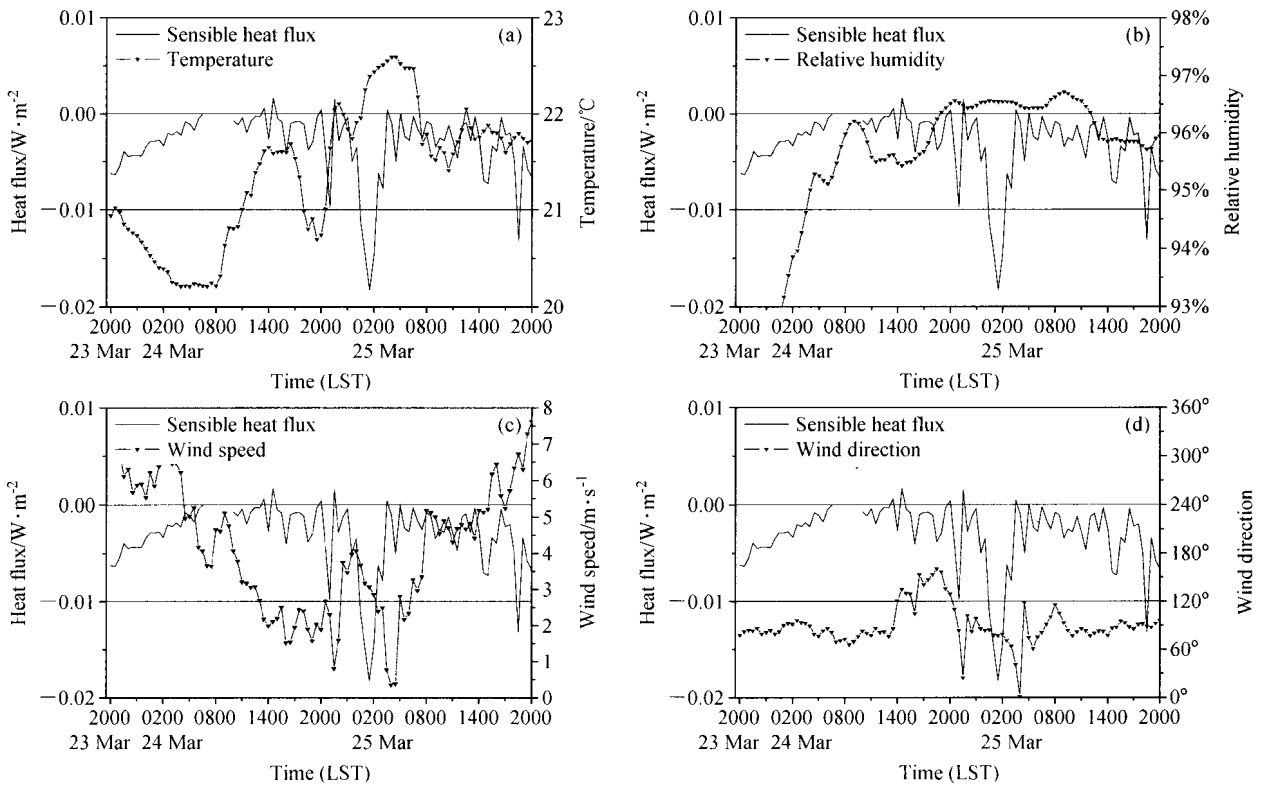 0.01
0.00
−0.01
−0.02
Heat flux/W·m⁻²
Sensible heat flux
Temperature
(a)
23
22
21
20
Temperature/℃
2000 0200 0800 1400 2000 0200 0800 1400 2000
23 Mar 24 Mar 25 Mar
Time (LST)
0.01
0.00
−0.01
−0.02
Heat flux/W·m⁻²
Sensible heat flux
Relative humidity
(b)
98%
96%
96%
95%
94%
93%
Relative humidity
2000 0200 0800 1400 2000 0200 0800 1400 2000
23 Mar 24 Mar 25 Mar
Time (LST)
0.01
0.00
−0.01
−0.02
Heat flux/W·m⁻²
Sensible heat flux
Wind speed
(c)
8
7
6
5
4
3
2
1
0
Wind speed/m·s⁻¹
2000 0200 0800 1400 2000 0200 0800 1400 2000
23 Mar 24 Mar 25 Mar
Time (LST)
0.01
0.00
−0.01
−0.02
Heat flux/W·m⁻²
Sensible heat flux
Wind direction
(d)
360°
300°
240°
180°
120°
60°
0°
Wind direction
2000 0200 0800 1400 2000 0200 0800 1400 2000
23 Mar 24 Mar 25 Mar
Time (LST)